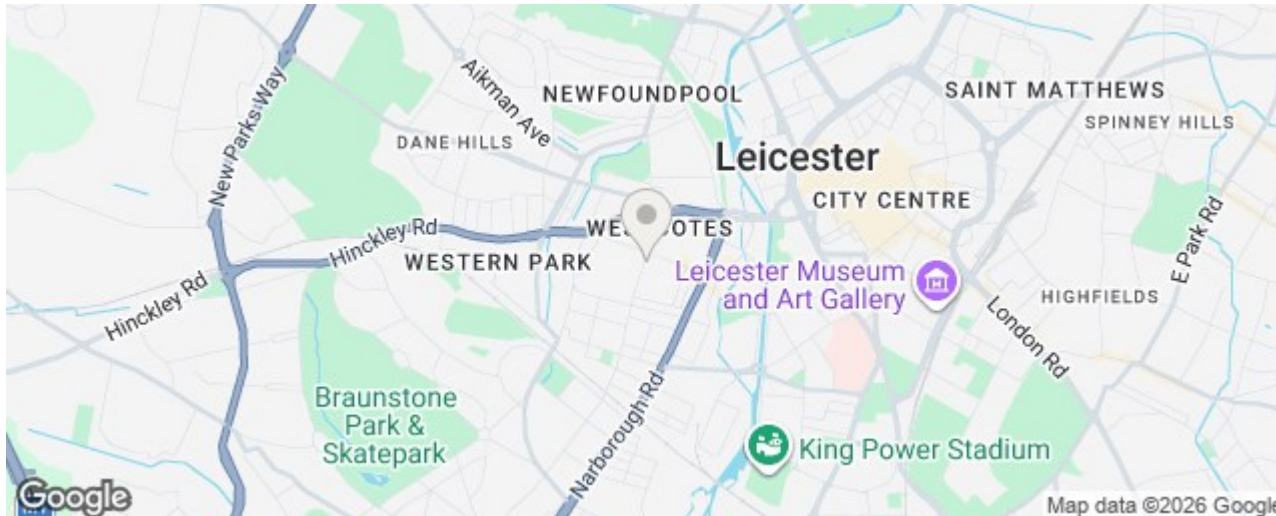 Aikman Ave
NEWFOUNDPOOL
SAINT MATTHEWS
SPINNEY HILLS
New Parks Way
DANE HILLS
Leicester
CITY CENTRE
E Park Rd
Hinckley Rd
WESTERN PARK
Leicester Museum
and Art Gallery
HIGHFIELDS
Hinckley Rd
London Rd
Narborough Rd
Braunstone
Park &
Skatepark
King Power Stadium
Google
Map data ©2026 Google